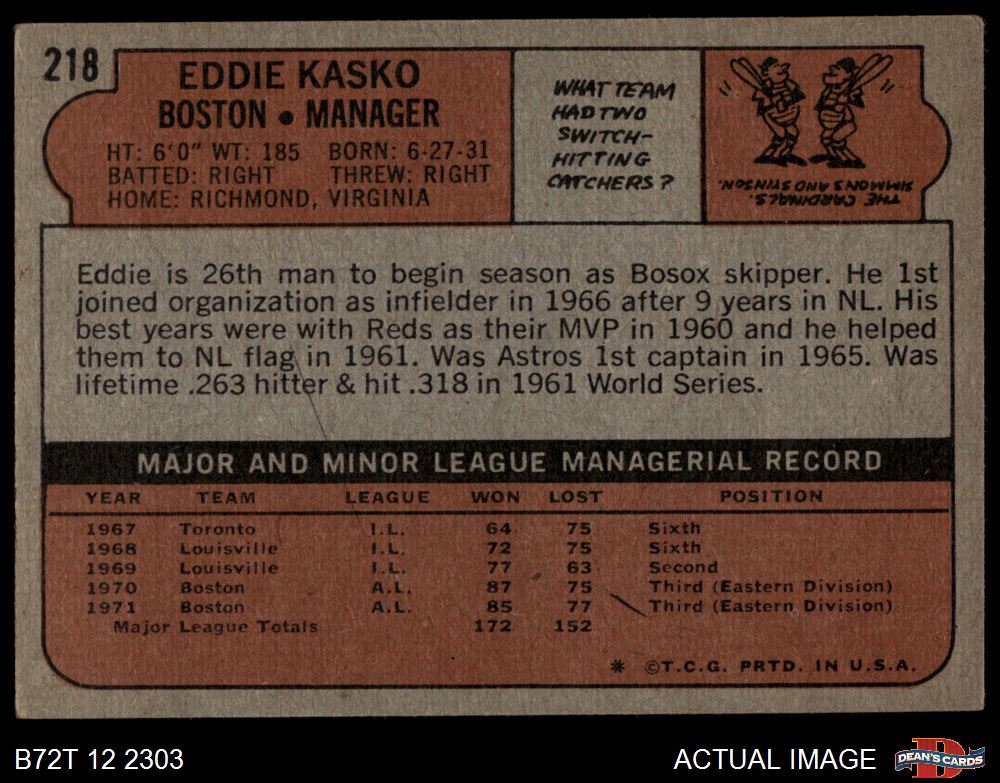 218
EDDIE KASKO
BOSTON • MANAGER
HT: 6'0" WT: 185 BORN: 6-27-31
BATTED: RIGHT THREW: RIGHT
HOME: RICHMOND, VIRGINIA
WHAT TEAM
HAD TWO
SWITCH-
HITTING
CATCHERS?
THE CARDINALS.
SIMMONS AND STINSON.
Eddie is 26th man to begin season as Bosox skipper. He 1st
joined organization as infielder in 1966 after 9 years in NL. His
best years were with Reds as their MVP in 1960 and he helped
them to NL flag in 1961. Was Astros 1st captain in 1965. Was
lifetime .263 hitter & hit .318 in 1961 World Series.
MAJOR AND MINOR LEAGUE MANAGERIAL RECORD
YEAR TEAM LEAGUE WON LOST POSITION
1967 Toronto I.L. 64 75 Sixth
1968 Louisville I.L. 72 75 Sixth
1969 Louisville I.L. 77 63 Second
1970 Boston A.L. 87 75 Third (Eastern Division)
1971 Boston A.L. 85 77 Third (Eastern Division)
Major League Totals 172 152
* ©T.C.G. PRTD. IN U.S.A.
B72T 12 2303
ACTUAL IMAGE
D
DEAN'S CARDS